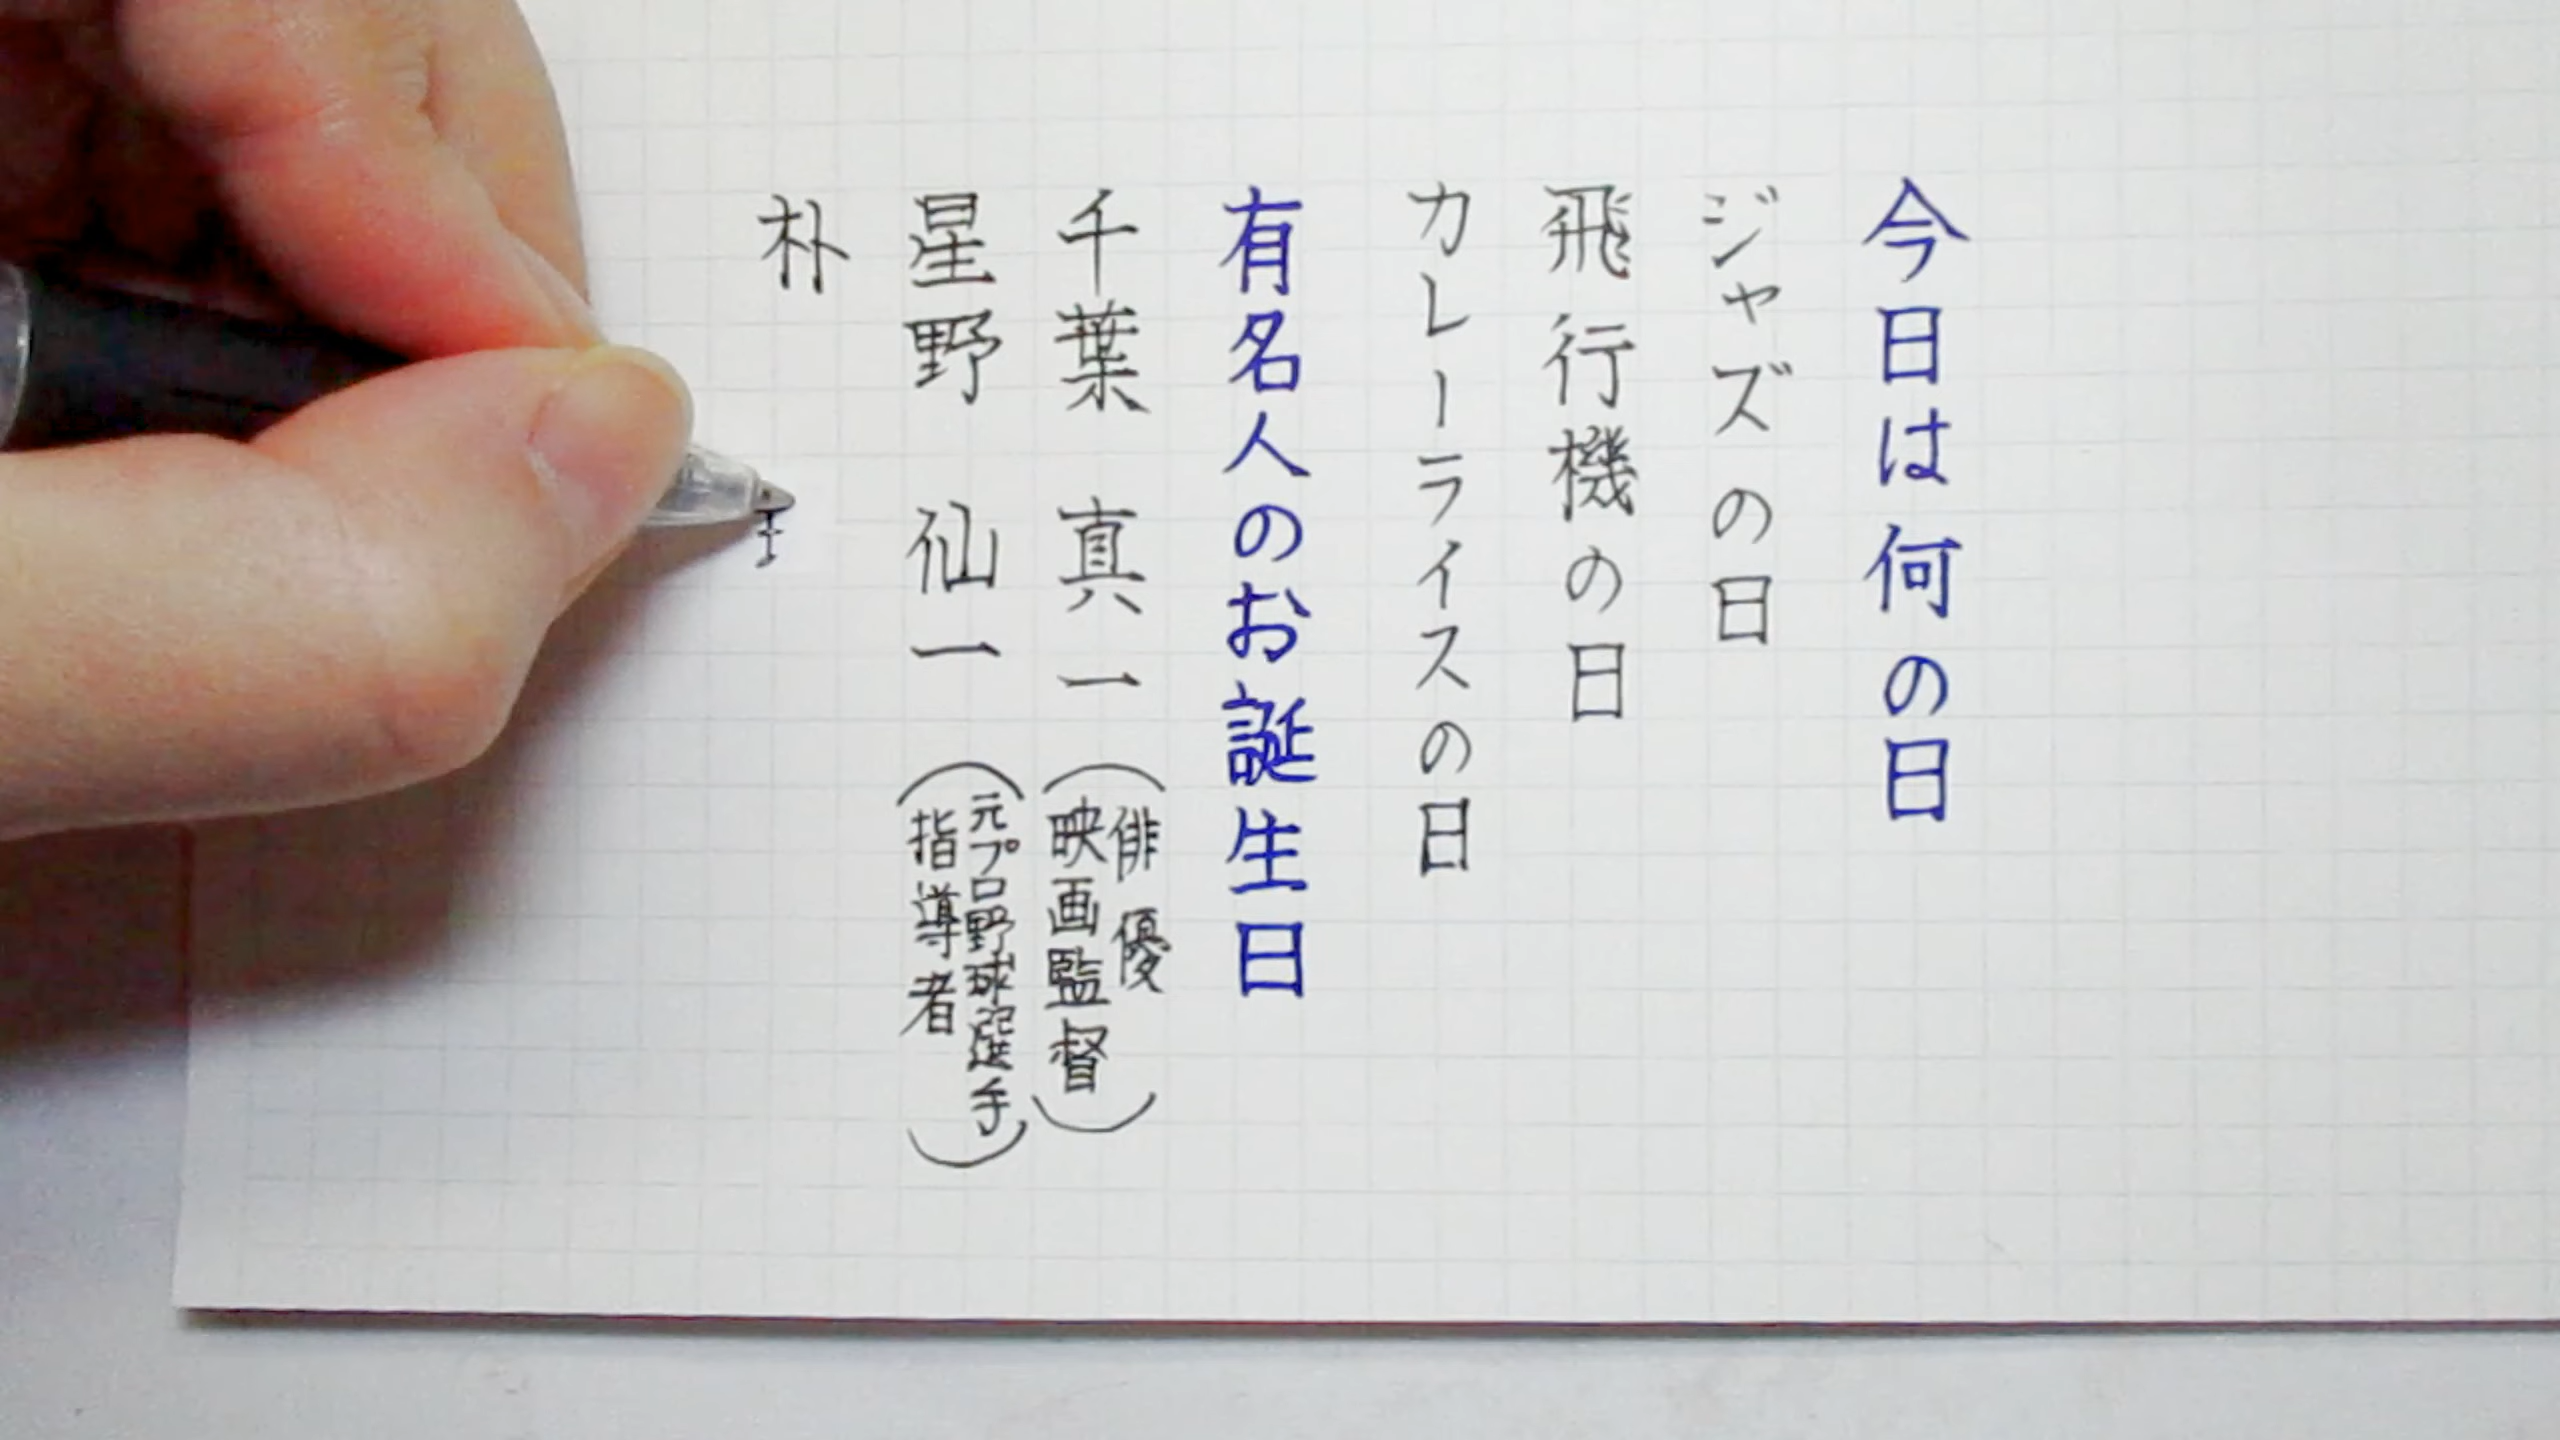 今日は何の日
ジャズの日
飛行機の日
カレーライスの日
有名人のお誕生日
千葉 真一 (俳優 映画監督)
星野 仙一 (元プロ野球選手 指導者)
朴